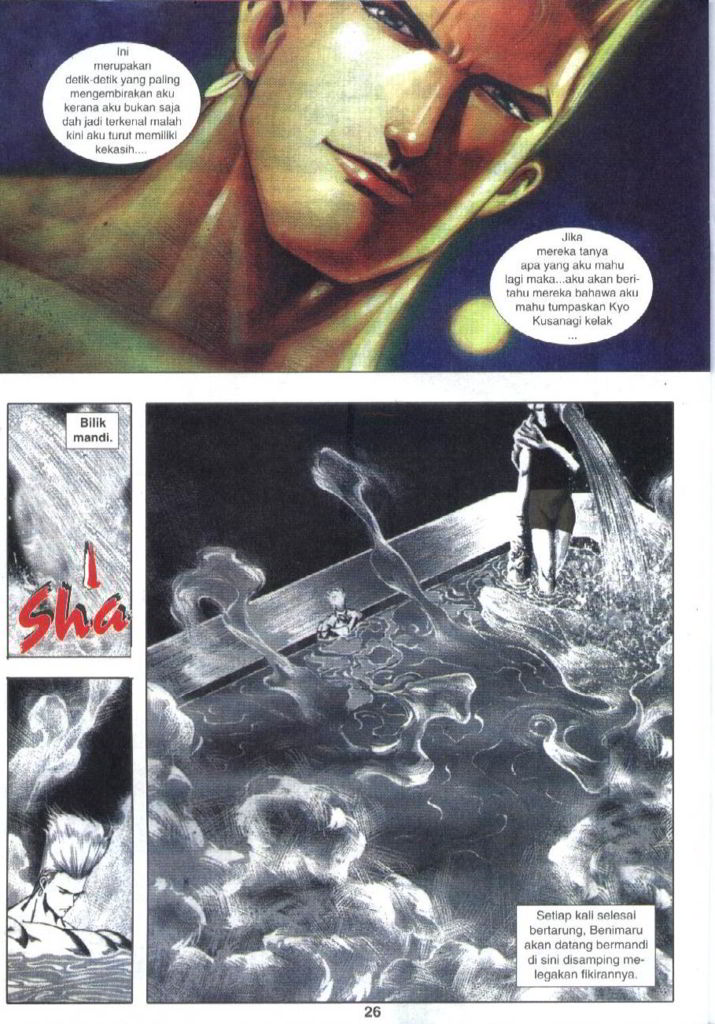 Ini
merupakan
detik-detik yang paling
mengembirakan aku
kerana aku bukan saja
dah jadi terkenal malah
kini aku turut memiliki
kekasih....
Jika
mereka tanya
apa yang aku mahu
lagi maka...aku akan beri-
tahu mereka bahawa aku
mahu tumpaskan Kyo
Kusanagi kelak
...
Bilik
mandi.
Sha
Setiap kali selesai
bertarung, Benimaru
akan datang bermandi
di sini disamping me-
legakan fikirannya.
26